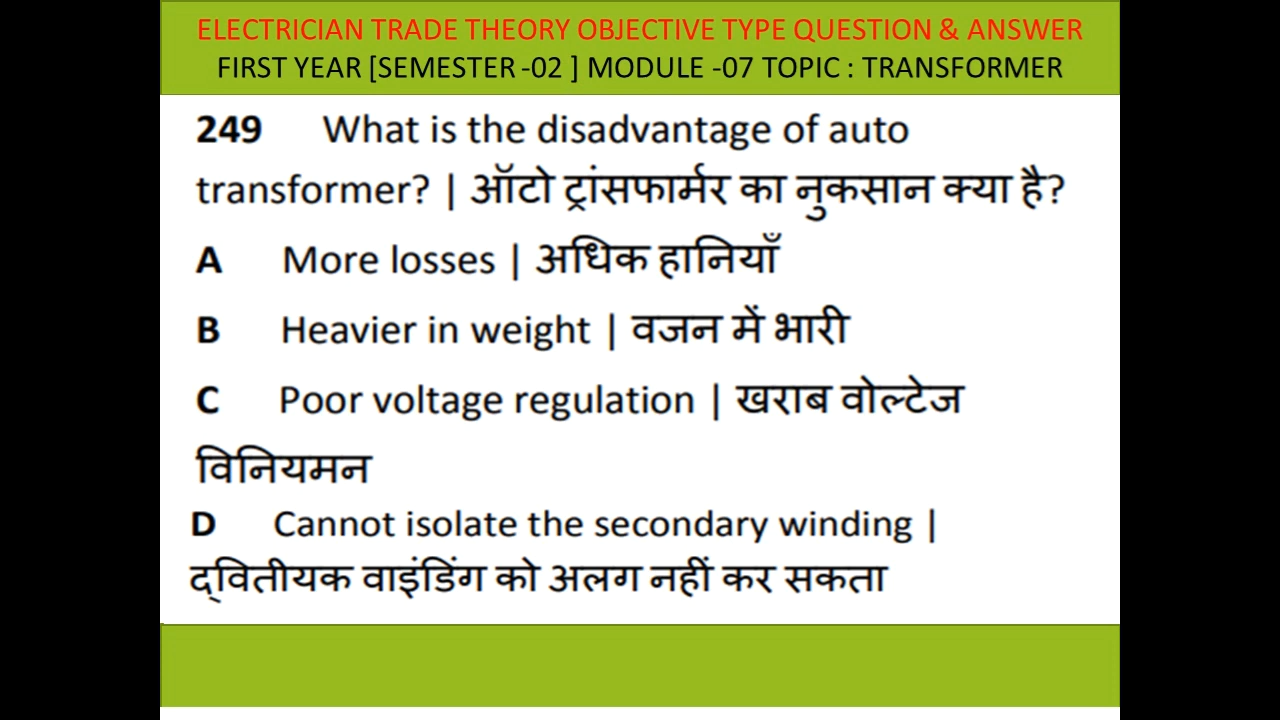 ELECTRICIAN TRADE THEORY OBJECTIVE TYPE QUESTION & ANSWER
FIRST YEAR [SEMESTER -02 ] MODULE -07 TOPIC : TRANSFORMER
249 What is the disadvantage of auto
transformer? | ऑटो ट्रांसफार्मर का नुकसान क्या है?
A More losses | अधिक हानियाँ
B Heavier in weight | वजन में भारी
C Poor voltage regulation | खराब वोल्टेज
विनियमन
D Cannot isolate the secondary winding |
द्वितीयक वाइंडिंग को अलग नहीं कर सकता